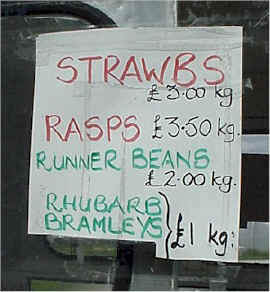 STRAWBS
£3.00 kg.
RASPS £3.50 kg.
RUNNER BEANS
£2.00 kg.
RHUBARB
BRAMLEYS } £1 kg.